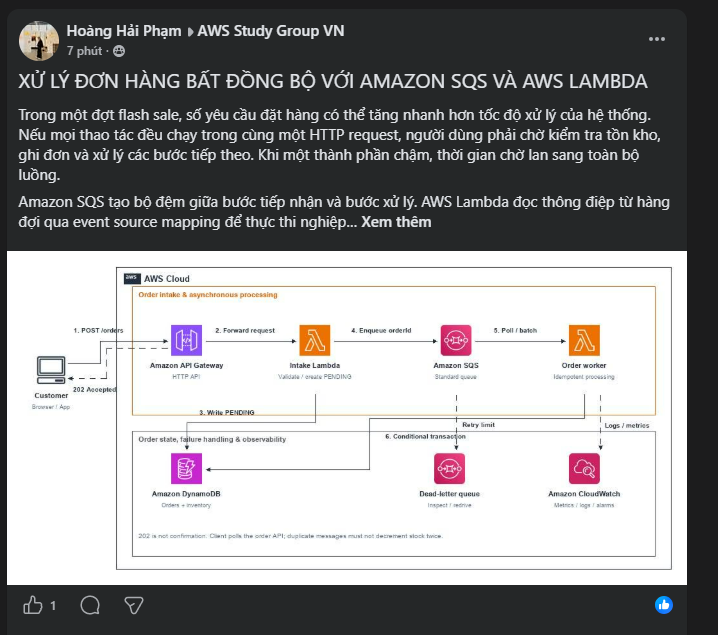 Hoàng Hải Phạm ▸ AWS Study Group VN
7 phút ·
XỬ LÝ ĐƠN HÀNG BẤT ĐỒNG BỘ VỚI AMAZON SQS VÀ AWS LAMBDA
Trong một đợt flash sale, số yêu cầu đặt hàng có thể tăng nhanh hơn tốc độ xử lý của hệ thống.
Nếu mọi thao tác đều chạy trong cùng một HTTP request, người dùng phải chờ kiểm tra tồn kho,
ghi đơn và xử lý các bước tiếp theo. Khi một thành phần chậm, thời gian chờ lan sang toàn bộ
luồng.
Amazon SQS tạo bộ đệm giữa bước tiếp nhận và bước xử lý. AWS Lambda đọc thông điệp từ hàng
đợi qua event source mapping để thực thi nghiệp... Xem thêm
aws AWS Cloud
Order intake & asynchronous processing
1. POST /orders
2. Forward request
4. Enqueue orderId
5. Poll / batch
Amazon API Gateway
HTTP API
Intake Lambda
Validate / create PENDING
Amazon SQS
Standard queue
Order worker
Idempotent processing
202 Accepted
Customer
Browser / App
3. Write PENDING
Retry limit
Logs / metrics
Order state, failure handling & observability
6. Conditional transaction
Amazon DynamoDB
Orders + inventory
Dead-letter queue
Inspect / redrive
Amazon CloudWatch
Metrics / logs / alarms
202 is not confirmation. Client polls the order API; duplicate messages must not decrement stock twice.
1